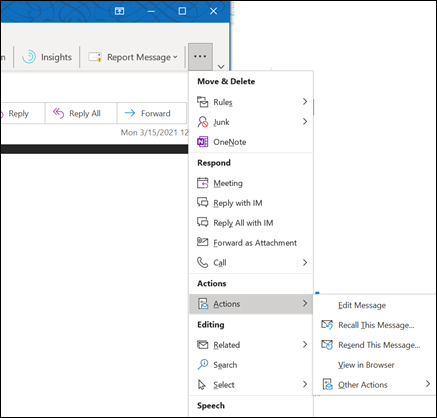 Insights
Report Message
Reply
Reply All
Forward
Mon 3/15/2021 12
Move & Delete
Rules
Junk
OneNote
Respond
Meeting
Reply with IM
Reply All with IM
Forward as Attachment
Call
Actions
Actions
Editing
Related
Search
Select
Speech
Edit Message
Recall This Message...
Resend This Message...
View in Browser
Other Actions